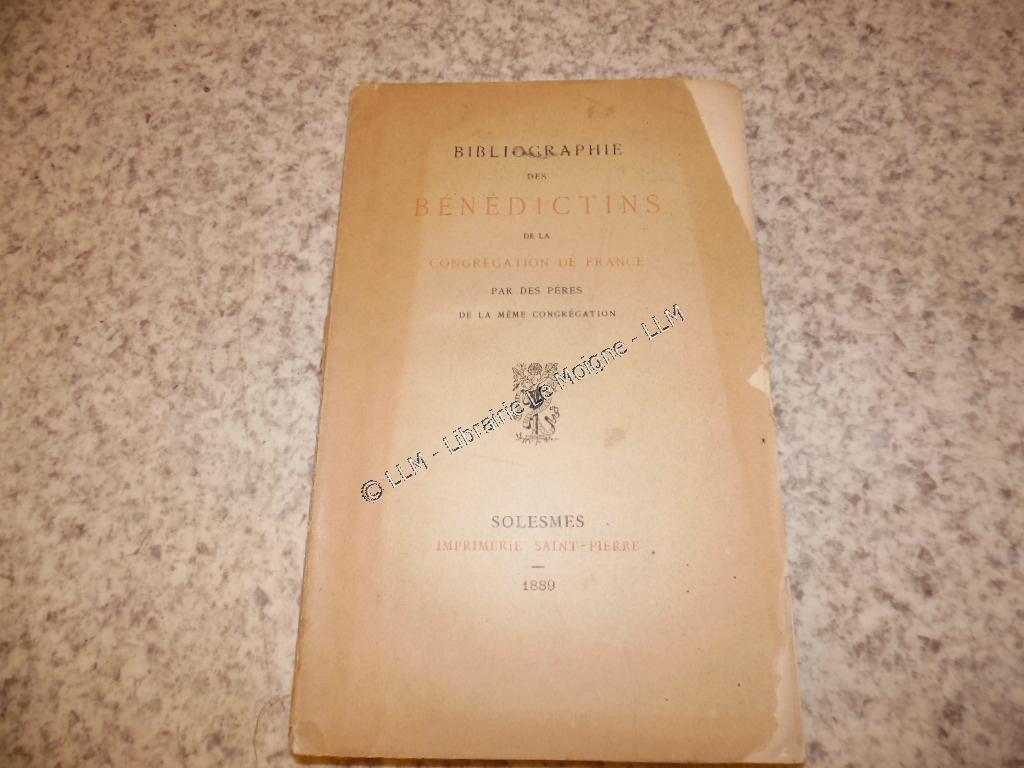 BIBLIOGRAPHIE
DES
BÉNÉDICTINS
DE LA
CONGRÉGATION DE FRANCE
PAR DES PÈRES
DE LA MÊME CONGRÉGATION
© LLM - Librairie Le Moigne - LLM
SOLESMES
IMPRIMERIE SAINT-PIERRE
1889